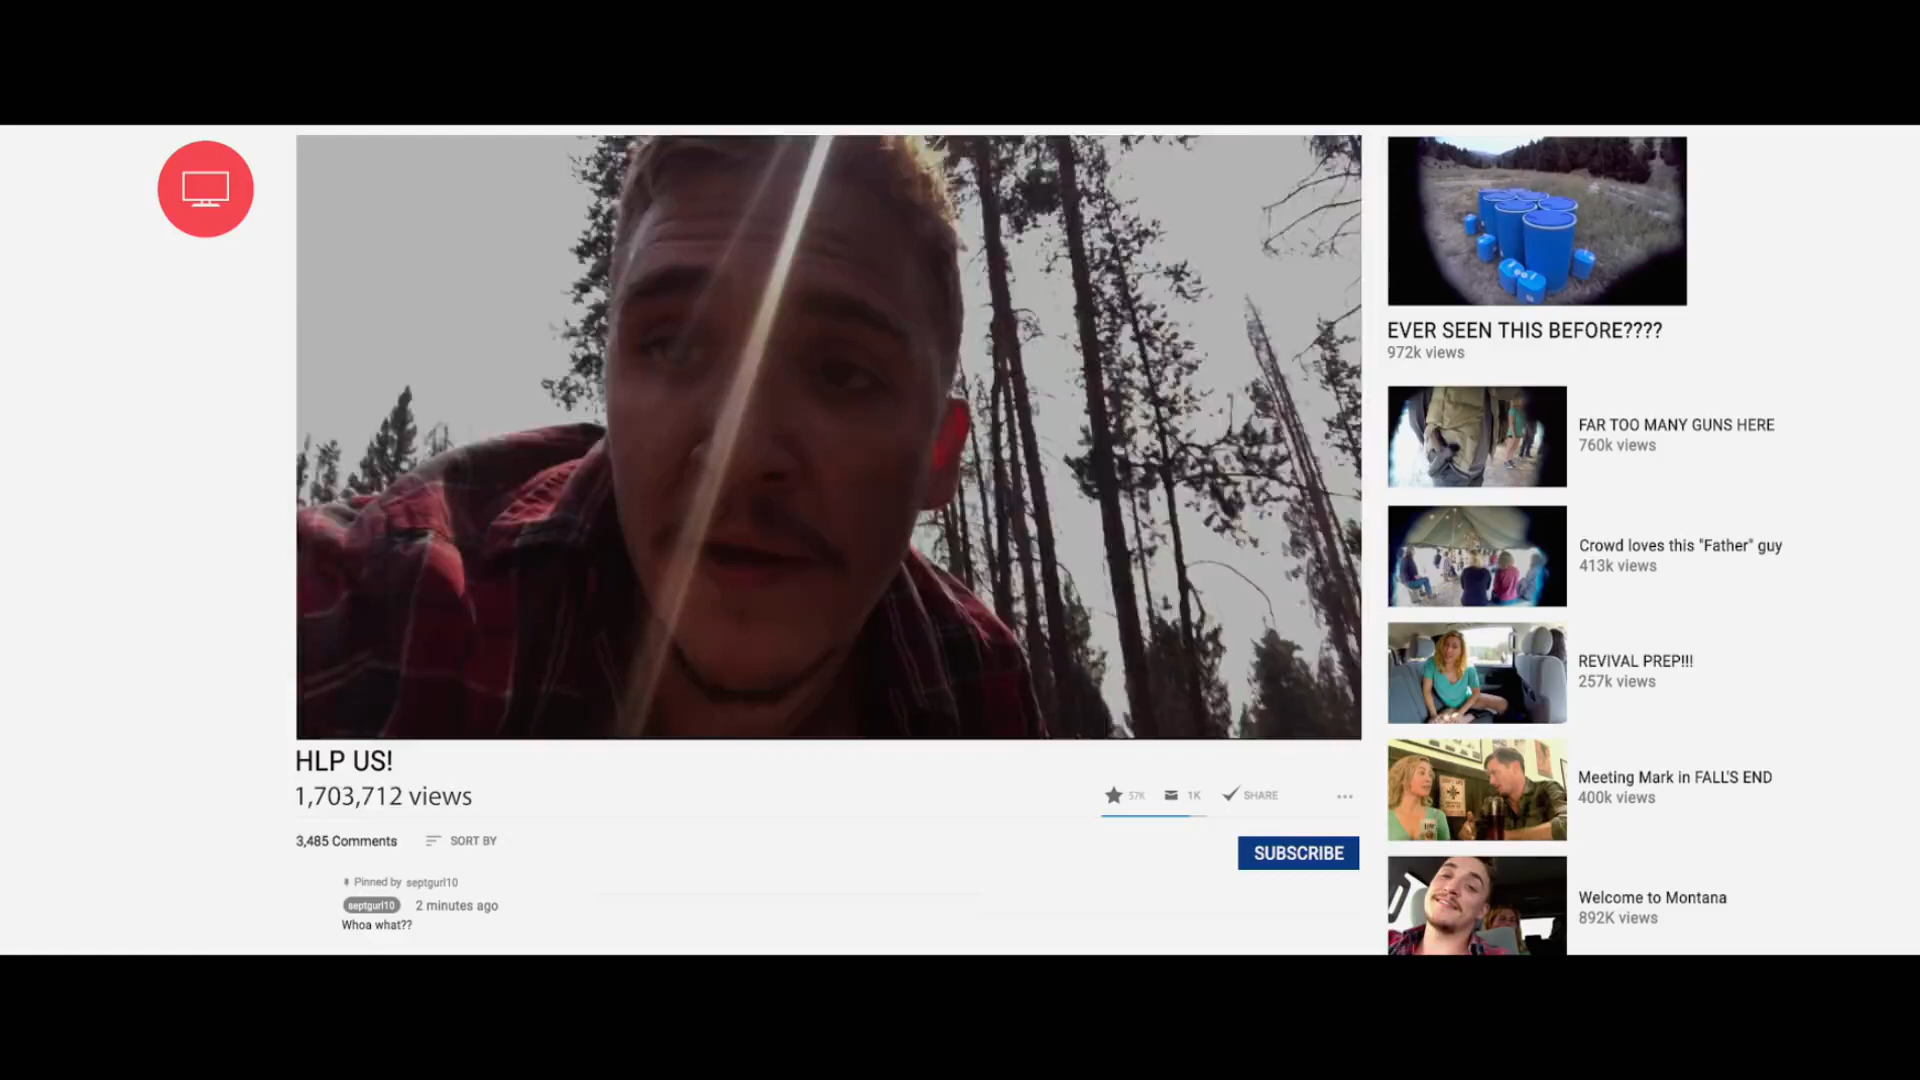 HLP US!
1,703,712 views
57K
1K
SHARE
3,485 Comments
SORT BY
SUBSCRIBE
Pinned by septgurl10
septgurl10
2 minutes ago
Whoa what??
EVER SEEN THIS BEFORE????
972k views
FAR TOO MANY GUNS HERE
760k views
Crowd loves this "Father" guy
413k views
REVIVAL PREP!!!
257k views
Meeting Mark in FALL'S END
400k views
Welcome to Montana
892K views